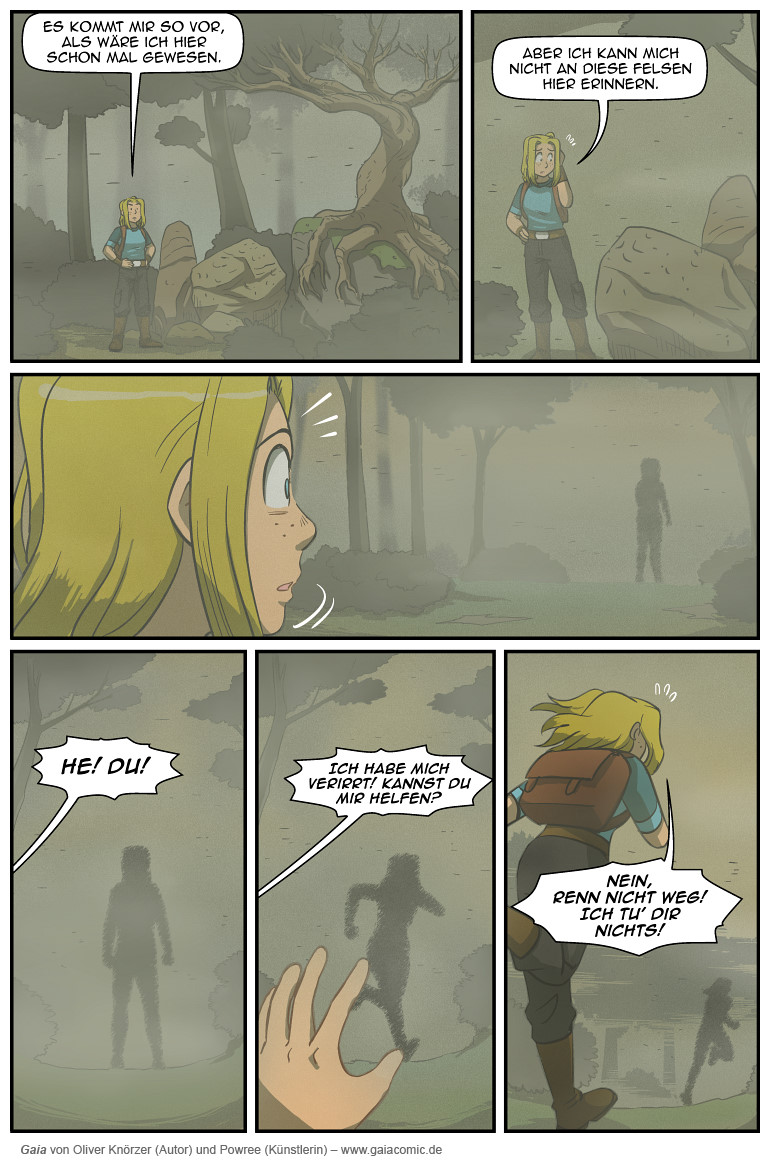 ES KOMMT MIR SO VOR,
ALS WÄRE ICH HIER
SCHON MAL GEWESEN.
ABER ICH KANN MICH
NICHT AN DIESE FELSEN
HIER ERINNERN.
HE! DU!
ICH HABE MICH
VERIRRT! KANNST DU
MIR HELFEN?
NEIN,
RENN NICHT WEG!
ICH TU' DIR
NICHTS!
Gaia von Oliver Knörzer (Autor) und Powree (Künstlerin) – www.gaiacomic.de